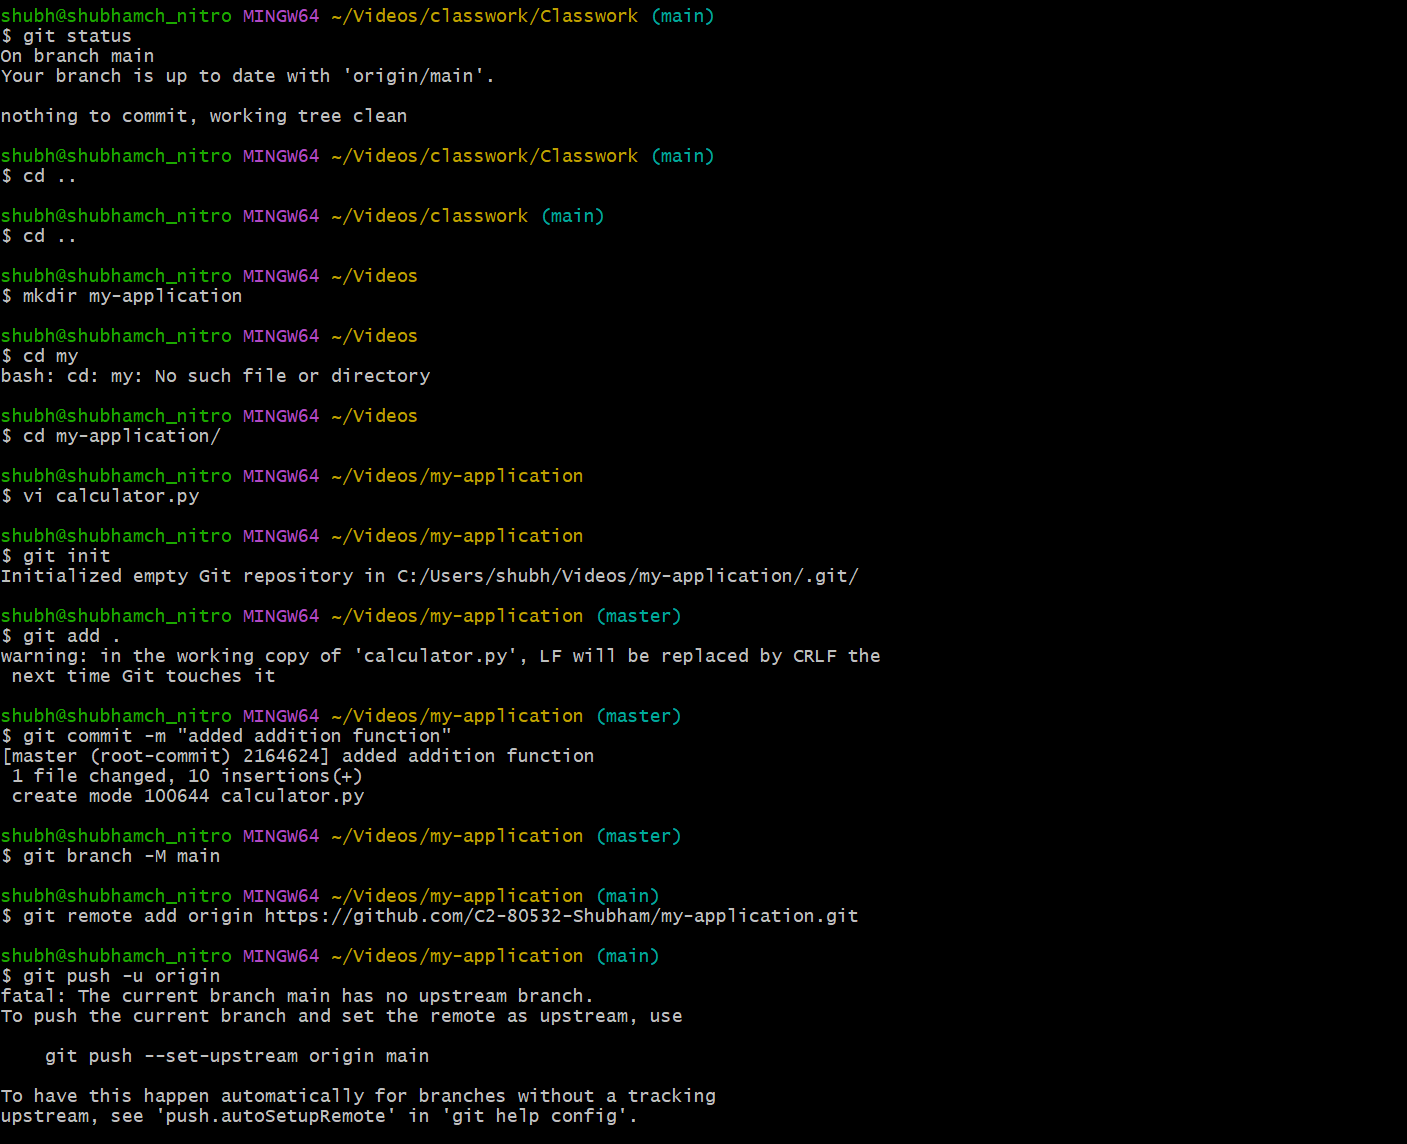 shubh@shubhamch_nitro MINGW64 ~/Videos/classwork/Classwork (main)
$ git status
On branch main
Your branch is up to date with 'origin/main'.
nothing to commit, working tree clean
shubh@shubhamch_nitro MINGW64 ~/Videos/classwork/Classwork (main)
$ cd ..
shubh@shubhamch_nitro MINGW64 ~/Videos/classwork (main)
$ cd ..
shubh@shubhamch_nitro MINGW64 ~/Videos
$ mkdir my-application
shubh@shubhamch_nitro MINGW64 ~/Videos
$ cd my
bash: cd: my: No such file or directory
shubh@shubhamch_nitro MINGW64 ~/Videos
$ cd my-application/
shubh@shubhamch_nitro MINGW64 ~/Videos/my-application
$ vi calculator.py
shubh@shubhamch_nitro MINGW64 ~/Videos/my-application
$ git init
Initialized empty Git repository in C:/Users/shubh/Videos/my-application/.git/
shubh@shubhamch_nitro MINGW64 ~/Videos/my-application (master)
$ git add .
warning: in the working copy of 'calculator.py', LF will be replaced by CRLF the
 next time Git touches it
shubh@shubhamch_nitro MINGW64 ~/Videos/my-application (master)
$ git commit -m "added addition function"
[master (root-commit) 2164624] added addition function
 1 file changed, 10 insertions(+)
 create mode 100644 calculator.py
shubh@shubhamch_nitro MINGW64 ~/Videos/my-application (master)
$ git branch -M main
shubh@shubhamch_nitro MINGW64 ~/Videos/my-application (main)
$ git remote add origin https://github.com/C2-80532-Shubham/my-application.git
shubh@shubhamch_nitro MINGW64 ~/Videos/my-application (main)
$ git push -u origin
fatal: The current branch main has no upstream branch.
To push the current branch and set the remote as upstream, use
    git push --set-upstream origin main
To have this happen automatically for branches without a tracking
upstream, see 'push.autoSetupRemote' in 'git help config'.